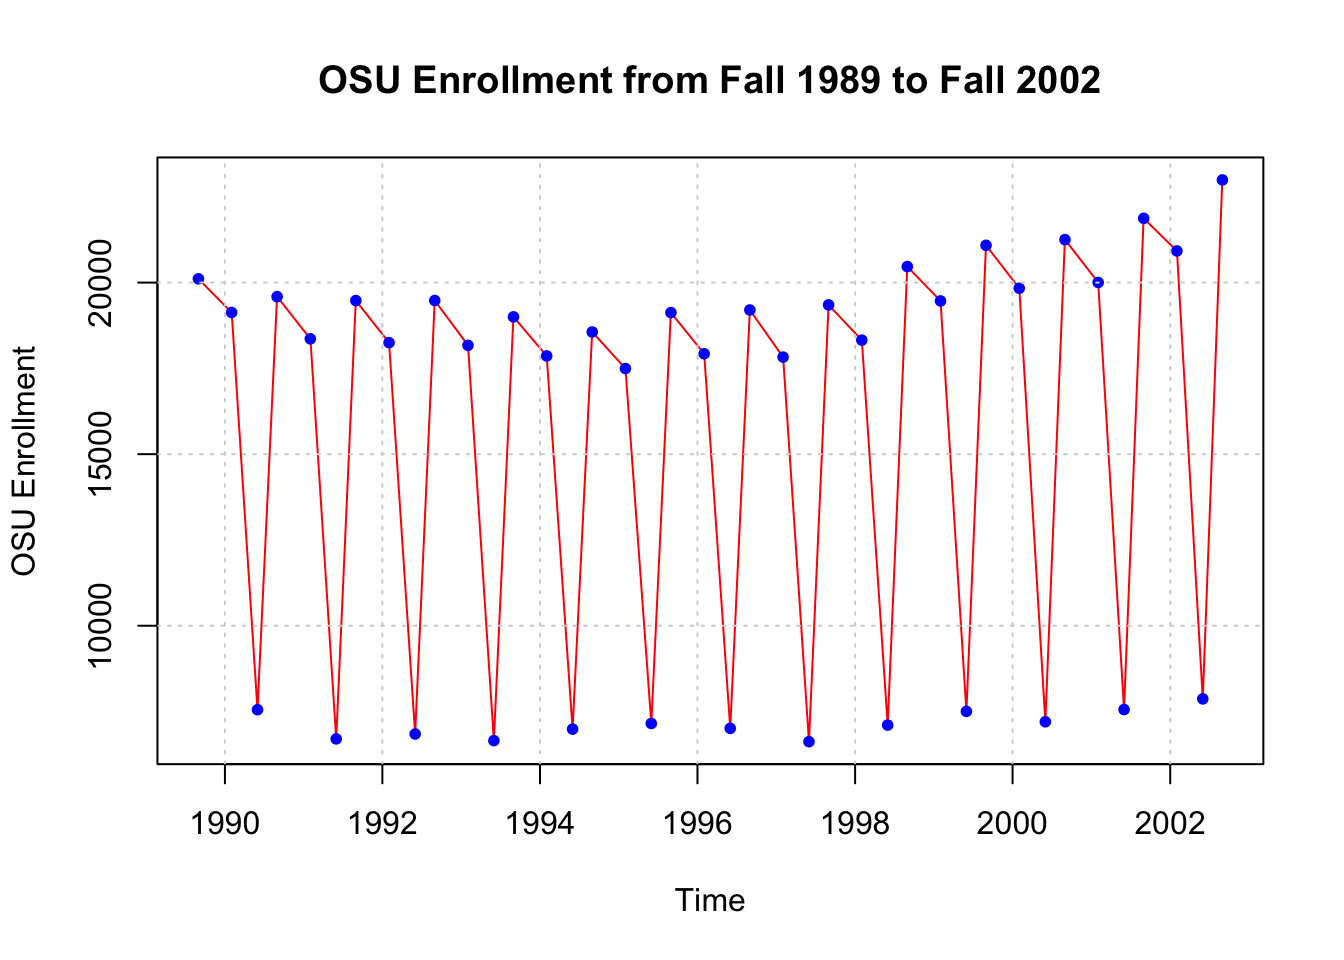 OSU Enrollment from Fall 1989 to Fall 2002
OSU Enrollment
20000
15000
10000
1990 1992 1994 1996 1998 2000 2002
Time